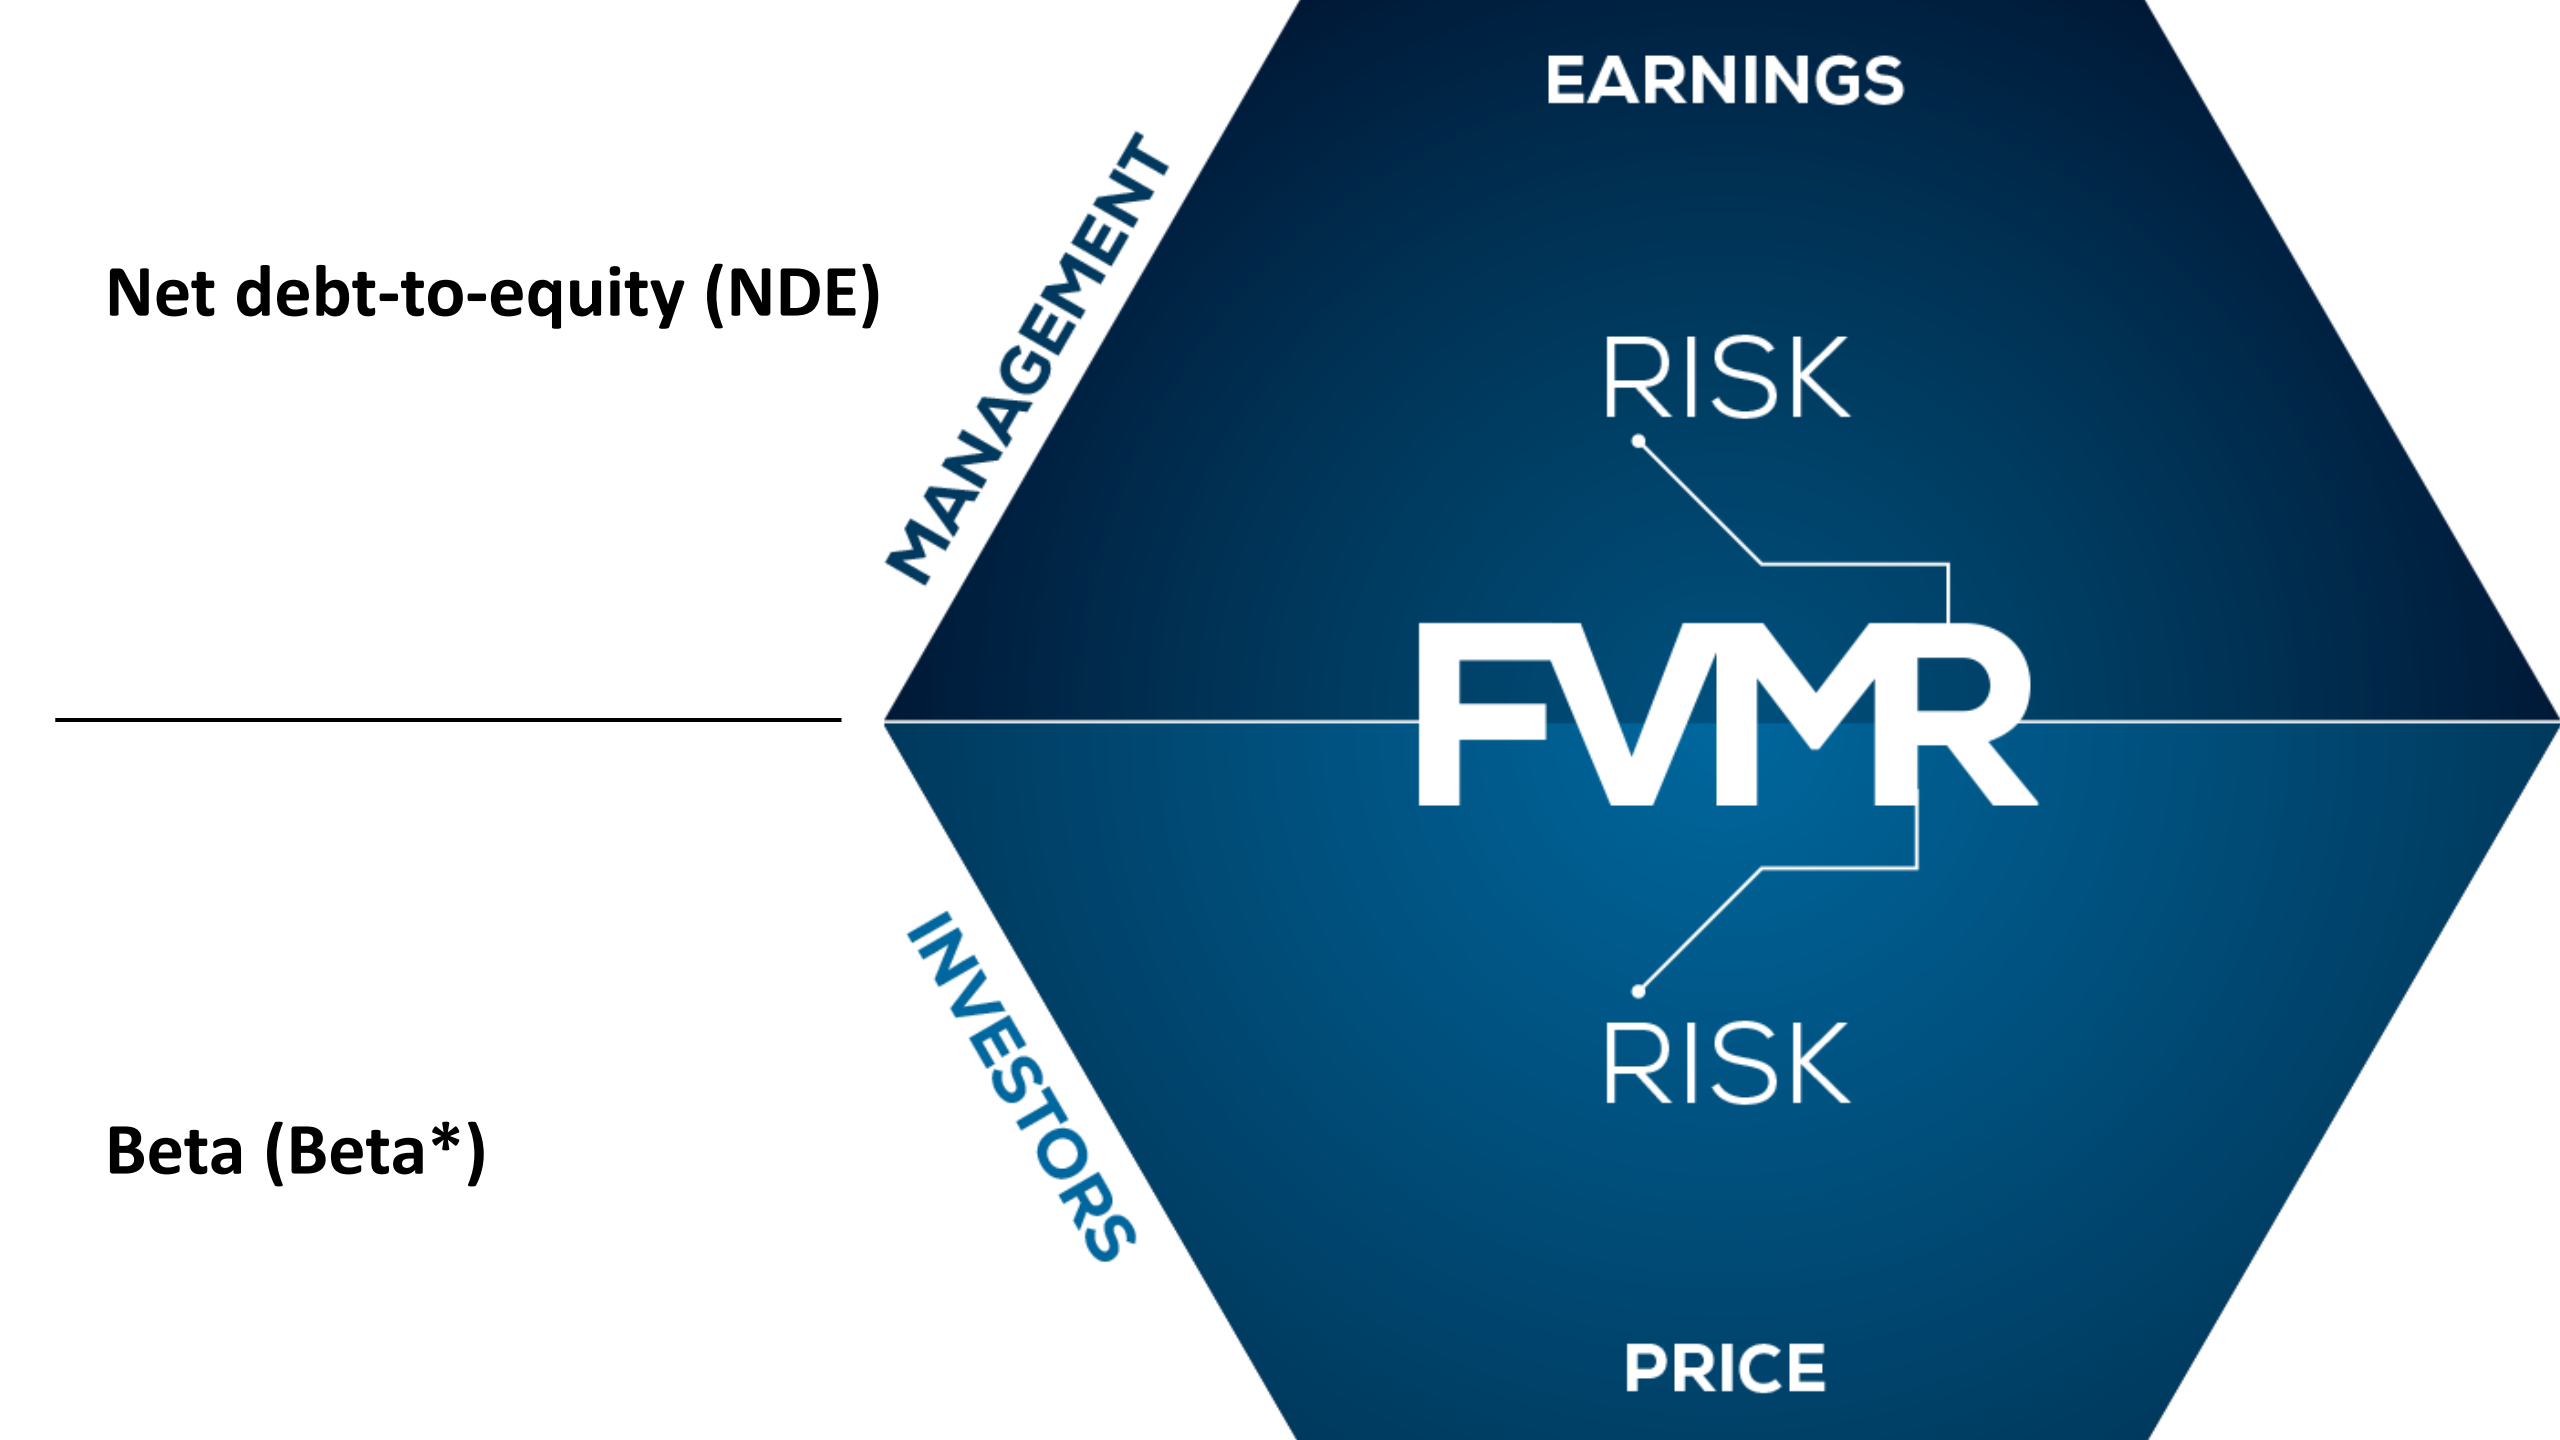 EARNINGS
MANAGEMENT
Net debt-to-equity (NDE)
RISK
FVMR
INVESTORS
RISK
Beta (Beta*)
PRICE